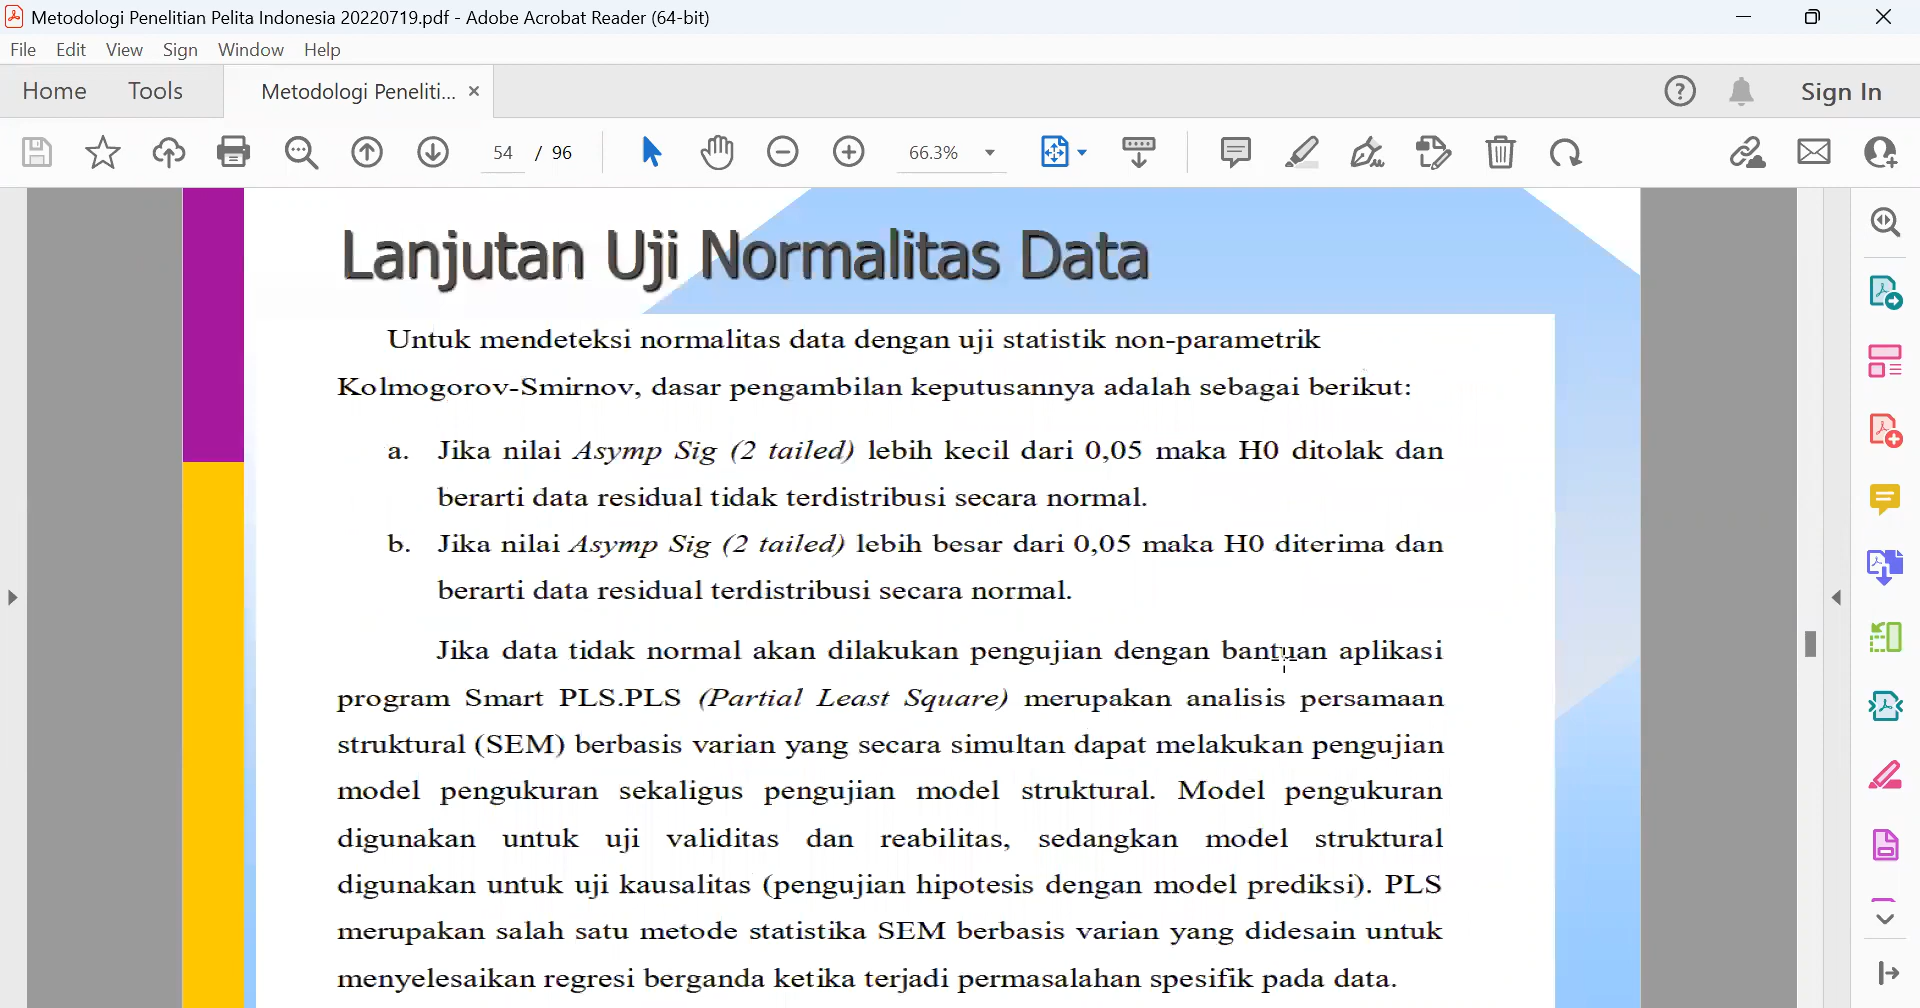 Metodologi Penelitian Pelita Indonesia 20220719.pdf - Adobe Acrobat Reader (64-bit)
File Edit View Sign Window Help
Home Tools Metodologi Peneliti... × Sign In
54 / 96 66.3%
Lanjutan Uji Normalitas Data
Untuk mendeteksi normalitas data dengan uji statistik non-parametrik
Kolmogorov-Smirnov, dasar pengambilan keputusannya adalah sebagai berikut:
a. Jika nilai Asymp Sig (2 tailed) lebih kecil dari 0,05 maka H0 ditolak dan
berarti data residual tidak terdistribusi secara normal.
b. Jika nilai Asymp Sig (2 tailed) lebih besar dari 0,05 maka H0 diterima dan
berarti data residual terdistribusi secara normal.
Jika data tidak normal akan dilakukan pengujian dengan bantuan aplikasi
program Smart PLS.PLS (Partial Least Square) merupakan analisis persamaan
struktural (SEM) berbasis varian yang secara simultan dapat melakukan pengujian
model pengukuran sekaligus pengujian model struktural. Model pengukuran
digunakan untuk uji validitas dan reabilitas, sedangkan model struktural
digunakan untuk uji kausalitas (pengujian hipotesis dengan model prediksi). PLS
merupakan salah satu metode statistika SEM berbasis varian yang didesain untuk
menyelesaikan regresi berganda ketika terjadi permasalahan spesifik pada data.